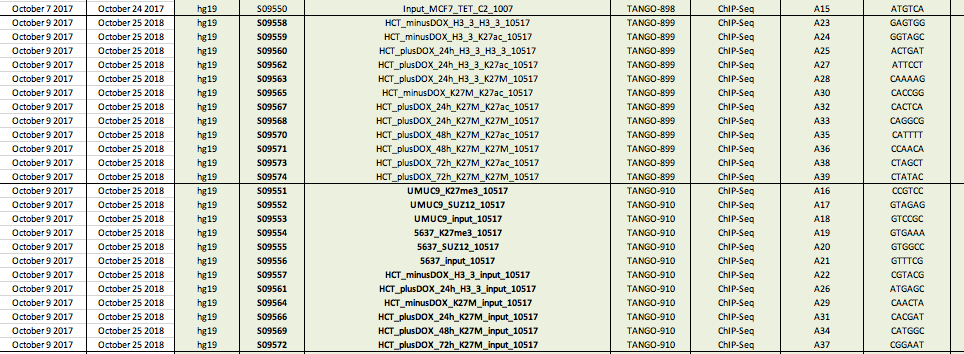 October 7 2017 October 24 2017 hg19 S09550 Input_MCF7_TET_C2_1007 TANGO-898 ChIP-Seq A15 ATGTCA
October 9 2017 October 25 2018 hg19 S09558 HCT_minusDOX_H3_3_H3_3_10517 TANGO-899 ChIP-Seq A23 GAGTGG
October 9 2017 October 25 2018 hg19 S09559 HCT_minusDOX_H3_3_K27ac_10517 TANGO-899 ChIP-Seq A24 GGTAGC
October 9 2017 October 25 2018 hg19 S09560 HCT_plusDOX_24h_H3_3_H3_3_10517 TANGO-899 ChIP-Seq A25 ACTGAT
October 9 2017 October 25 2018 hg19 S09562 HCT_plusDOX_24h_H3_3_K27ac_10517 TANGO-899 ChIP-Seq A27 ATTCCT
October 9 2017 October 25 2018 hg19 S09563 HCT_plusDOX_24h_H3_3_K27M_10517 TANGO-899 ChIP-Seq A28 CAAAAG
October 9 2017 October 25 2018 hg19 S09565 HCT_minusDOX_K27M_K27ac_10517 TANGO-899 ChIP-Seq A30 CACCGG
October 9 2017 October 25 2018 hg19 S09567 HCT_plusDOX_24h_K27M_K27ac_10517 TANGO-899 ChIP-Seq A32 CACTCA
October 9 2017 October 25 2018 hg19 S09568 HCT_plusDOX_24h_K27M_K27M_10517 TANGO-899 ChIP-Seq A33 CAGGCG
October 9 2017 October 25 2018 hg19 S09570 HCT_plusDOX_48h_K27M_K27ac_10517 TANGO-899 ChIP-Seq A35 CATTTT
October 9 2017 October 25 2018 hg19 S09571 HCT_plusDOX_48h_K27M_K27M_10517 TANGO-899 ChIP-Seq A36 CCAACA
October 9 2017 October 25 2018 hg19 S09573 HCT_plusDOX_72h_K27M_K27ac_10517 TANGO-899 ChIP-Seq A38 CTAGCT
October 9 2017 October 25 2018 hg19 S09574 HCT_plusDOX_72h_K27M_K27M_10517 TANGO-899 ChIP-Seq A39 CTATAC
October 9 2017 October 25 2018 hg19 S09551 UMUC9_K27me3_10517 TANGO-910 ChIP-Seq A16 CCGTCC
October 9 2017 October 25 2018 hg19 S09552 UMUC9_SUZ12_10517 TANGO-910 ChIP-Seq A17 GTAGAG
October 9 2017 October 25 2018 hg19 S09553 UMUC9_input_10517 TANGO-910 ChIP-Seq A18 GTCCGC
October 9 2017 October 25 2018 hg19 S09554 5637_K27me3_10517 TANGO-910 ChIP-Seq A19 GTGAAA
October 9 2017 October 25 2018 hg19 S09555 5637_SUZ12_10517 TANGO-910 ChIP-Seq A20 GTGGCC
October 9 2017 October 25 2018 hg19 S09556 5637_input_10517 TANGO-910 ChIP-Seq A21 GTTTCG
October 9 2017 October 25 2018 hg19 S09557 HCT_minusDOX_H3_3_input_10517 TANGO-910 ChIP-Seq A22 CGTACG
October 9 2017 October 25 2018 hg19 S09561 HCT_plusDOX_24h_H3_3_input_10517 TANGO-910 ChIP-Seq A26 ATGAGC
October 9 2017 October 25 2018 hg19 S09564 HCT_minusDOX_K27M_input_10517 TANGO-910 ChIP-Seq A29 CAACTA
October 9 2017 October 25 2018 hg19 S09566 HCT_plusDOX_24h_K27M_input_10517 TANGO-910 ChIP-Seq A31 CACGAT
October 9 2017 October 25 2018 hg19 S09569 HCT_plusDOX_48h_K27M_input_10517 TANGO-910 ChIP-Seq A34 CATGGC
October 9 2017 October 25 2018 hg19 S09572 HCT_plusDOX_72h_K27M_input_10517 TANGO-910 ChIP-Seq A37 CGGAAT